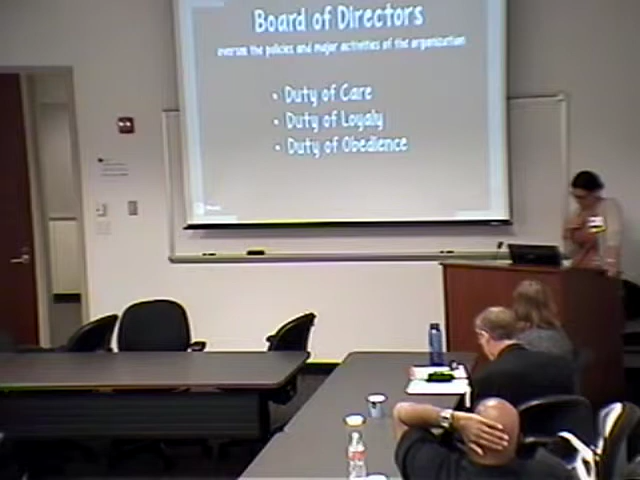 Board of Directors
oversee the policies and major activities of the organization
• Duty of Care
• Duty of Loyalty
• Duty of Obedience